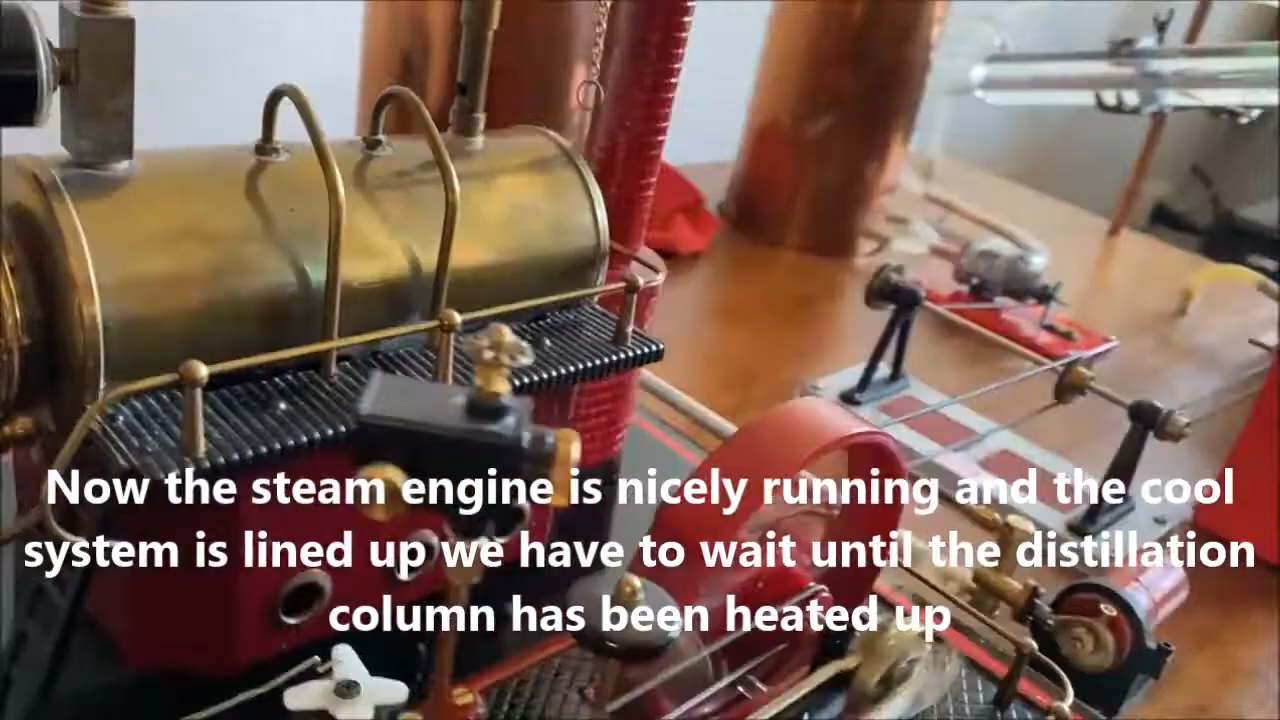 Now the steam engine is nicely running and the cool
system is lined up we have to wait until the distillation
column has been heated up